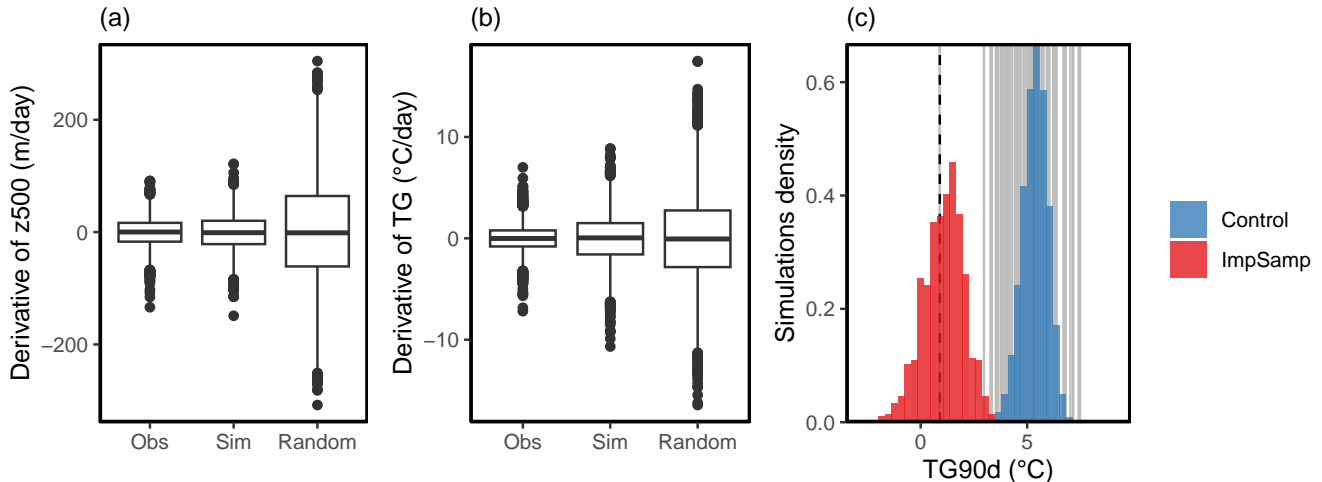 (a)
Derivative of z500 (m/day)
200
0
−200
Obs
Sim
Random
(b)
Derivative of TG (°C/day)
10
0
−10
Obs
Sim
Random
(c)
Simulations density
0.6
0.4
0.2
0.0
0
5
TG90d (°C)
Control
ImpSamp